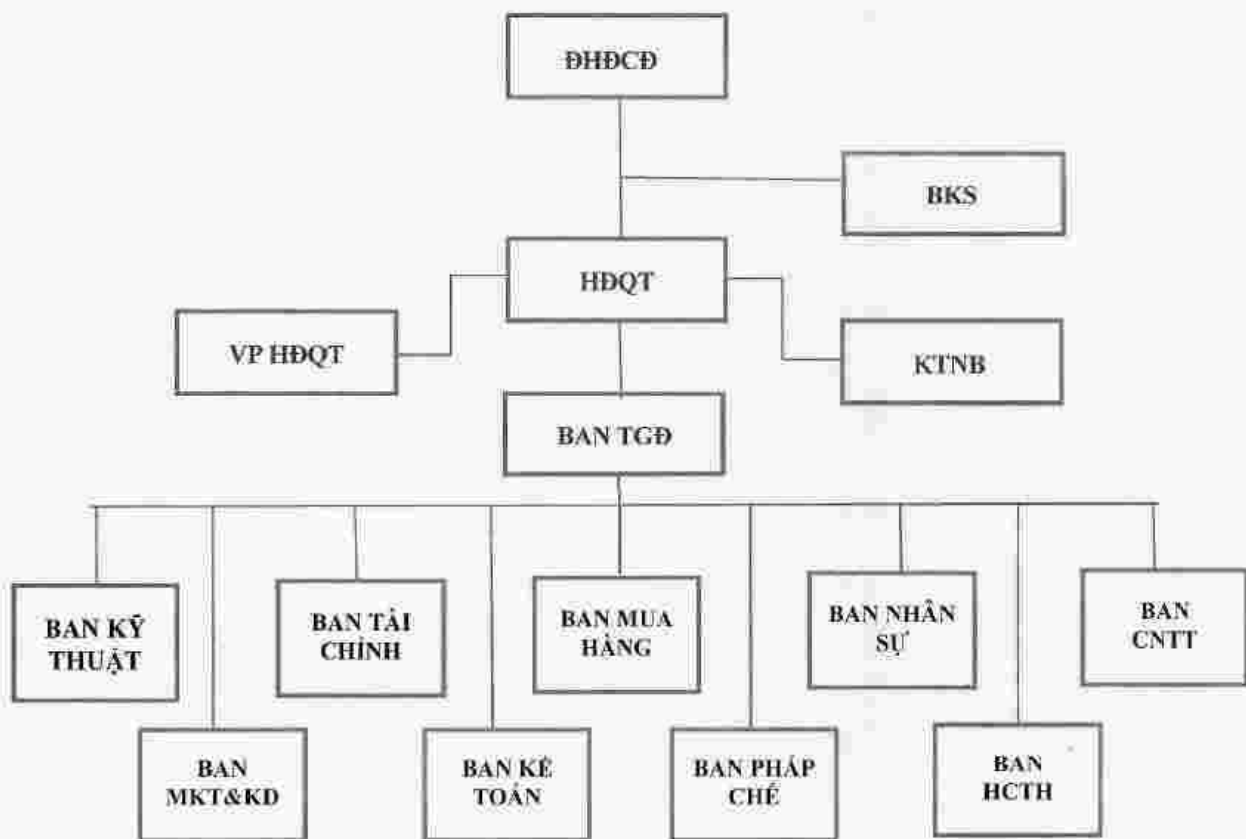 ĐHĐCĐ
BKS
HĐQT
VP HĐQT
KTNB
BAN TGĐ
BAN KỸ
THUẬT
BAN TÀI
CHÍNH
BAN MUA
HÀNG
BAN NHÂN
SỰ
BAN
CNTT
BAN
MKT&KD
BAN KẾ
TOÁN
BAN PHÁP
CHẾ
BAN
HCTH